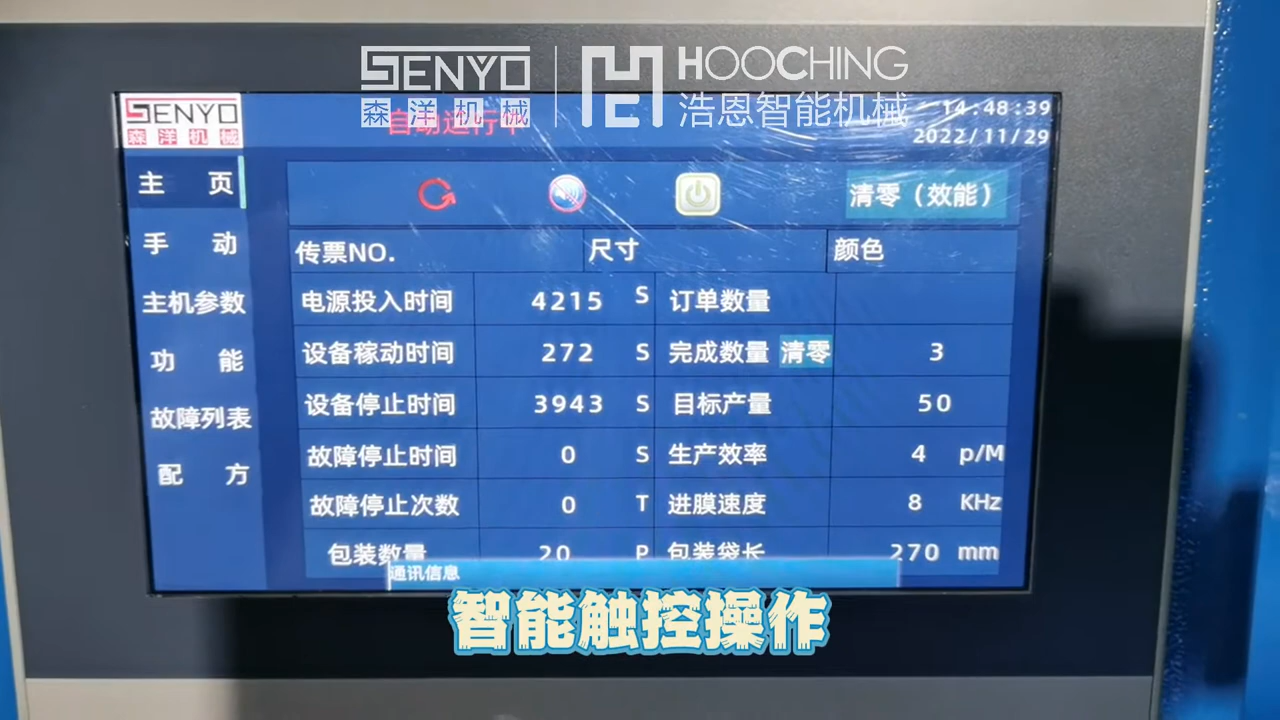 SENYO HOOCHING
森洋机械 浩恩智能机械
SENYO
森洋机械
自动运行中
14:48:39
2022/11/29
主 页
手 动
主机参数
功 能
故障列表
配 方
清零（效能）
传票NO. 尺寸 颜色
电源投入时间 4215 S 订单数量
设备稼动时间 272 S 完成数量 清零 3
设备停止时间 3943 S 目标产量 50
故障停止时间 0 S 生产效率 4 p/M
故障停止次数 0 T 进膜速度 8 KHz
包装数量 20 P 包装袋长 270 mm
通讯信息
智能触控操作